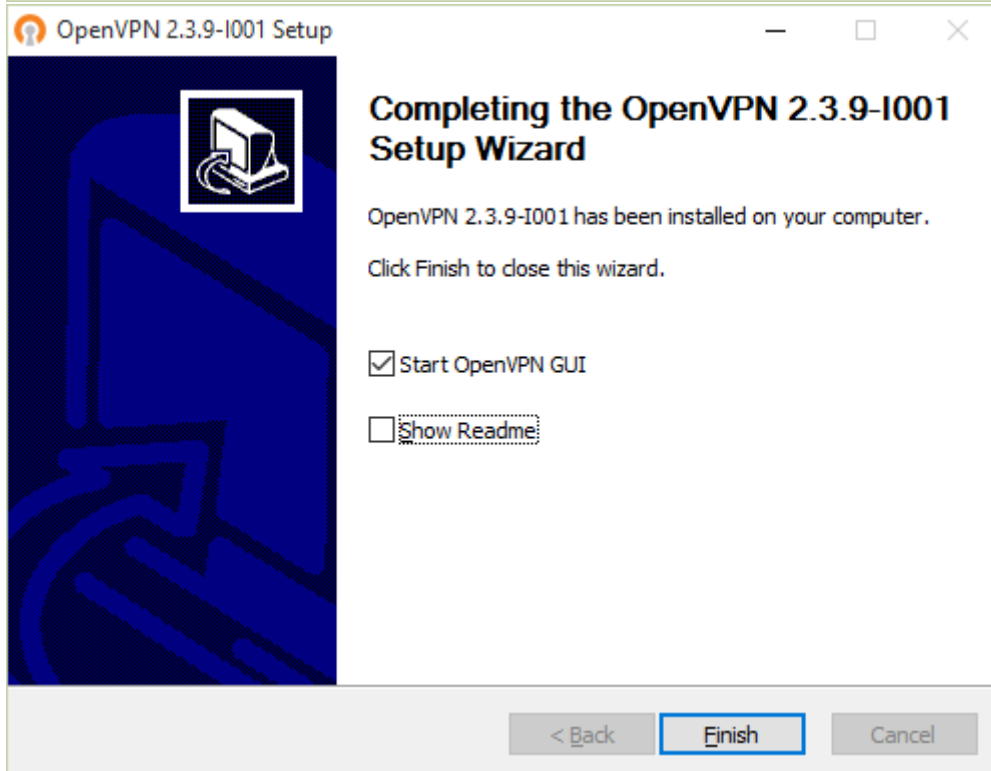 OpenVPN 2.3.9-I001 Setup
Completing the OpenVPN 2.3.9-I001
Setup Wizard
OpenVPN 2.3.9-I001 has been installed on your computer.
Click Finish to close this wizard.
Start OpenVPN GUI
Show Readme
< Back
Finish
Cancel